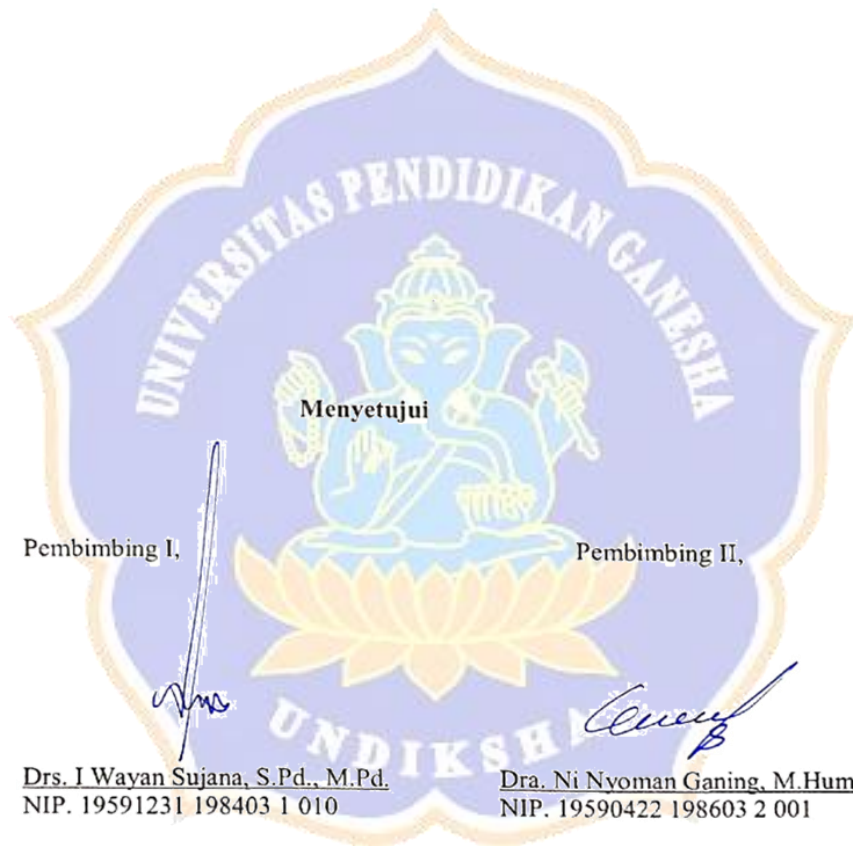 UNIVERSITAS PENDIDIKAN GANESHA
Menyetujui
Pembimbing I,
Pembimbing II,
UNDIKSHA
Drs. I Wayan Sujana, S.Pd., M.Pd.
NIP. 19591231 198403 1 010
Dra. Ni Nyoman Ganing, M.Hum
NIP. 19590422 198603 2 001